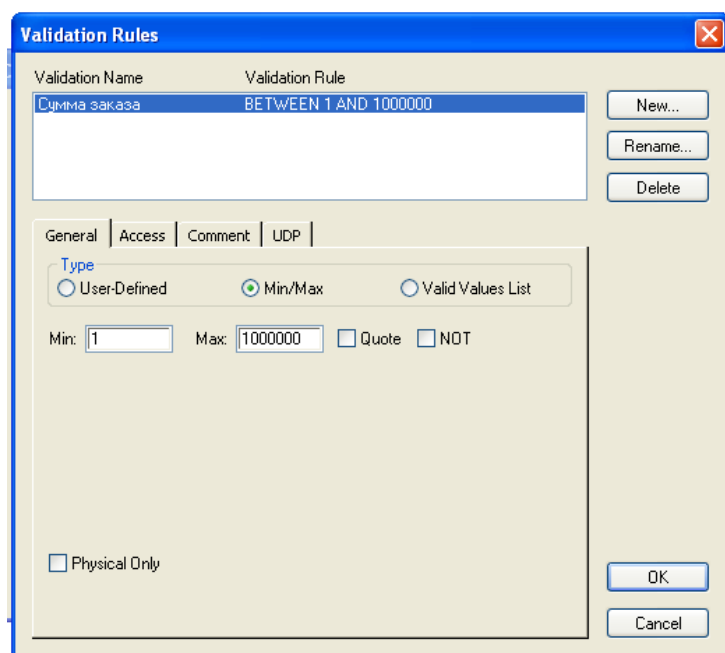 Validation Rules
Validation Name Validation Rule
Сумма заказа BETWEEN 1 AND 1000000
New...
Rename...
Delete
General Access Comment UDP
Type
User-Defined Min/Max Valid Values List
Min: 1 Max: 1000000 Quote NOT
Physical Only
OK
Cancel